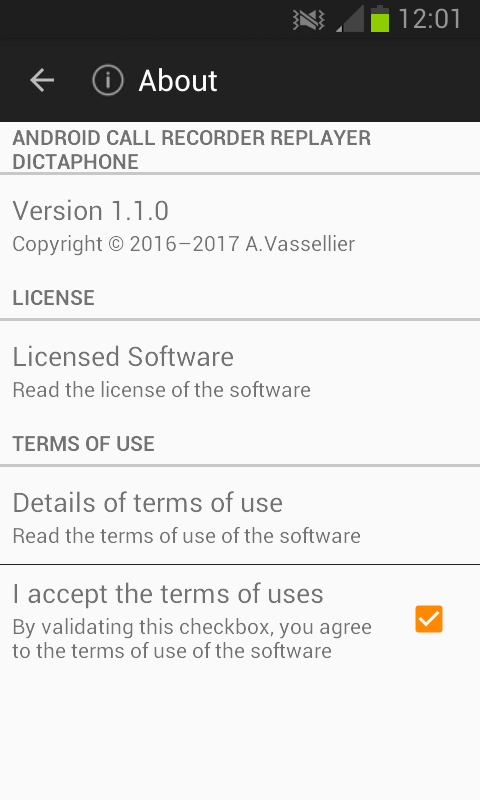 12:01
About
ANDROID CALL RECORDER REPLAYER
DICTAPHONE
Version 1.1.0
Copyright © 2016–2017 A.Vassellier
LICENSE
Licensed Software
Read the license of the software
TERMS OF USE
Details of terms of use
Read the terms of use of the software
I accept the terms of uses
By validating this checkbox, you agree
to the terms of use of the software